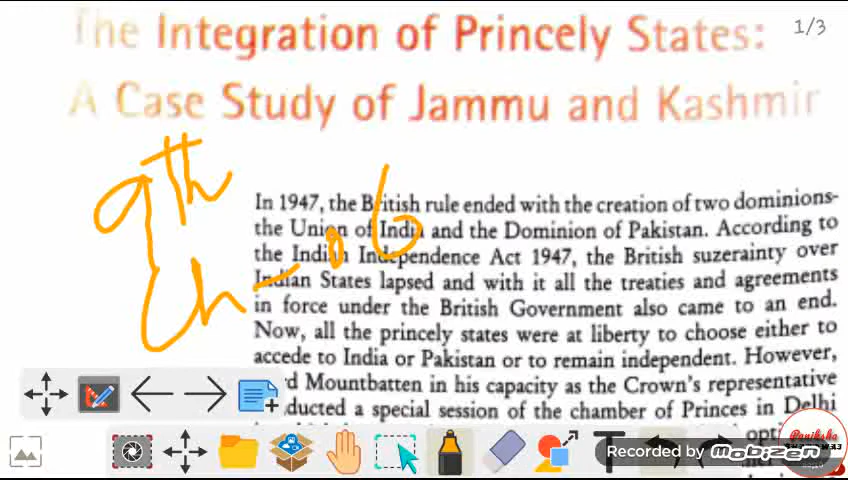 The Integration of Princely States:
1/3
A Case Study of Jammu and Kashmir
9th
Ch-06
In 1947, the British rule ended with the creation of two dominions-
the Union of India and the Dominion of Pakistan. According to
the Indian Independence Act 1947, the British suzerainty over
Indian States lapsed and with it all the treaties and agreements
in force under the British Government also came to an end.
Now, all the princely states were at liberty to choose either to
accede to India or Pakistan or to remain independent. However,
Mountbatten in his capacity as the Crown's representative
a special session of the chamber of Princes in Delhi
Recorded by mobizen